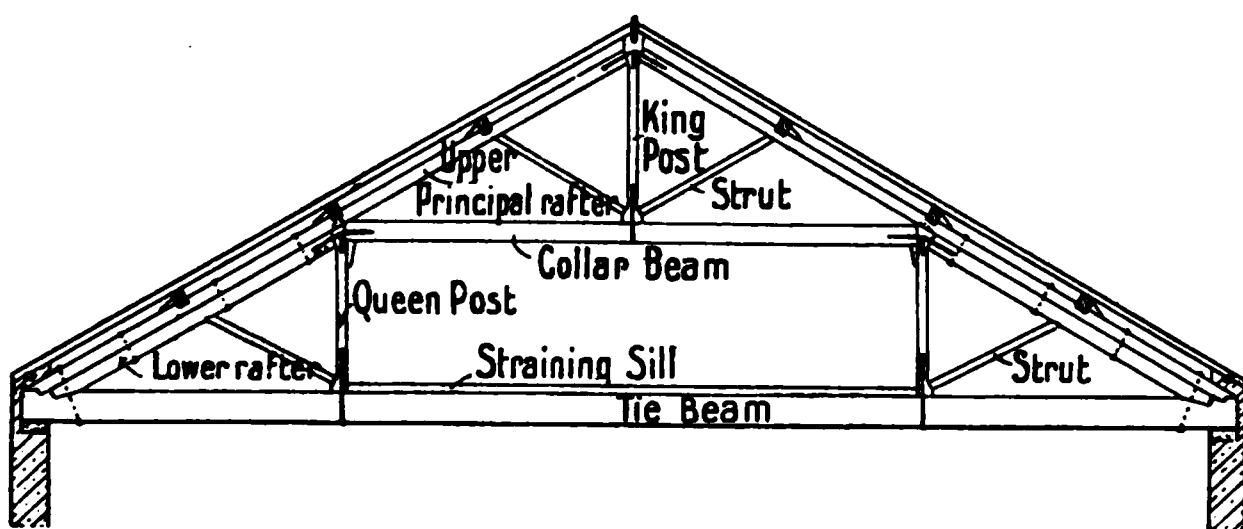 King
Post
Upper
Principal rafter
Strut
Collar Beam
Queen Post
Lower rafter
Straining Sill
Strut
Tie Beam